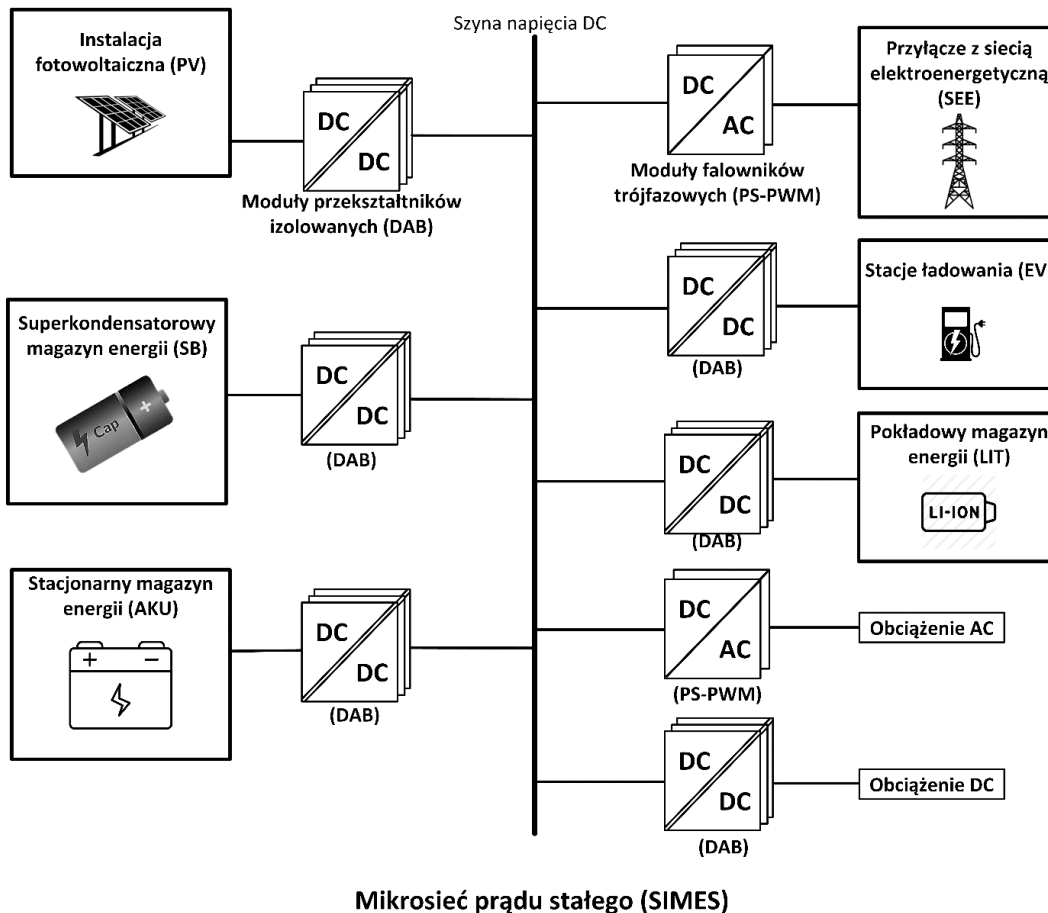 Szyna napięcia DC
Instalacja
fotowoltaiczna (PV)
DC
DC
Moduły przekształtników
izolowanych (DAB)
Superkondensatorowy
magazyn energii (SB)
Cap
+
DC
DC
(DAB)
Stacjonarny magazyn
energii (AKU)
+ −
DC
DC
(DAB)
DC
AC
Moduły falowników
trójfazowych (PS-PWM)
Przyłącze z siecią
elektroenergetyczną
(SEE)
DC
DC
(DAB)
Stacje ładowania (EV
DC
DC
(DAB)
Pokładowy magazyn
energii (LIT)
LI-ION
DC
AC
(PS-PWM)
Obciążenie AC
DC
DC
(DAB)
Obciążenie DC
Mikrosieć prądu stałego (SIMES)